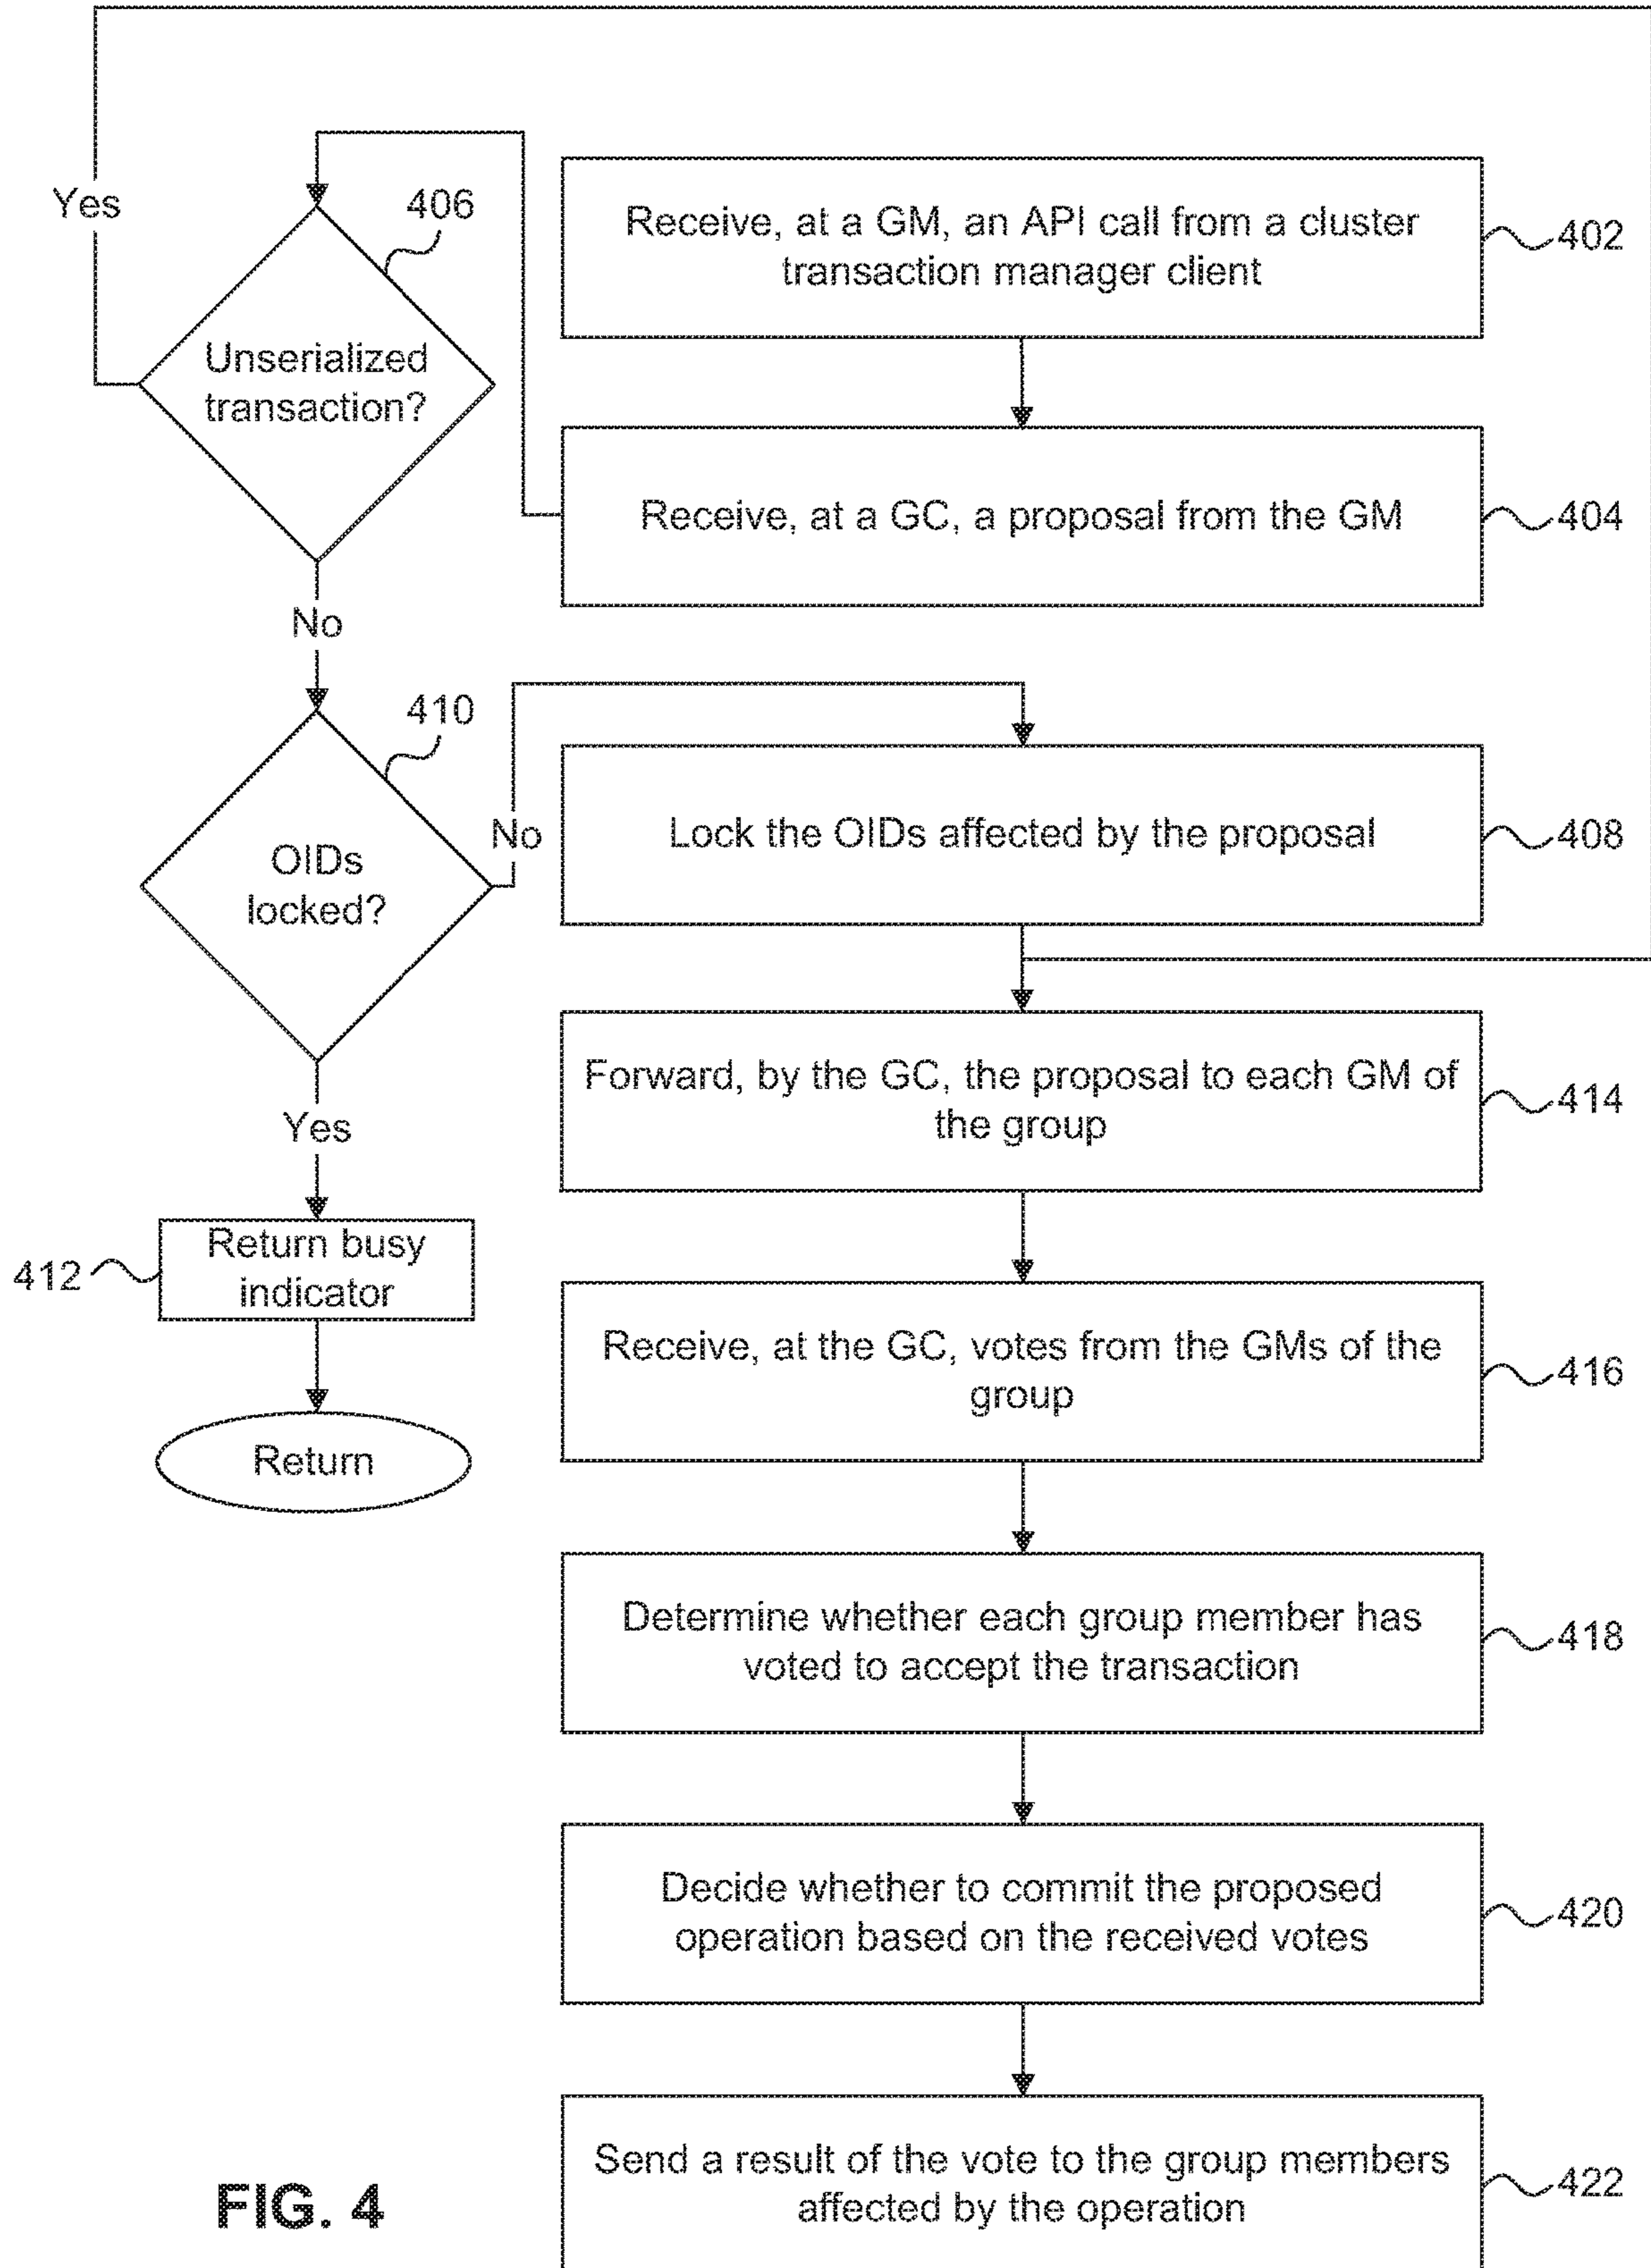 Yes
406
Unserialized
transaction?
Receive, at a GM, an API call from a cluster
transaction manager client
402
Receive, at a GC, a proposal from the GM
404
No
410
OIDs
locked?
No
Lock the OIDs affected by the proposal
408
Yes
412
Return busy
indicator
Return
Forward, by the GC, the proposal to each GM of
the group
414
Receive, at the GC, votes from the GMs of the
group
416
Determine whether each group member has
voted to accept the transaction
418
Decide whether to commit the proposed
operation based on the received votes
420
Send a result of the vote to the group members
affected by the operation
422
FIG. 4